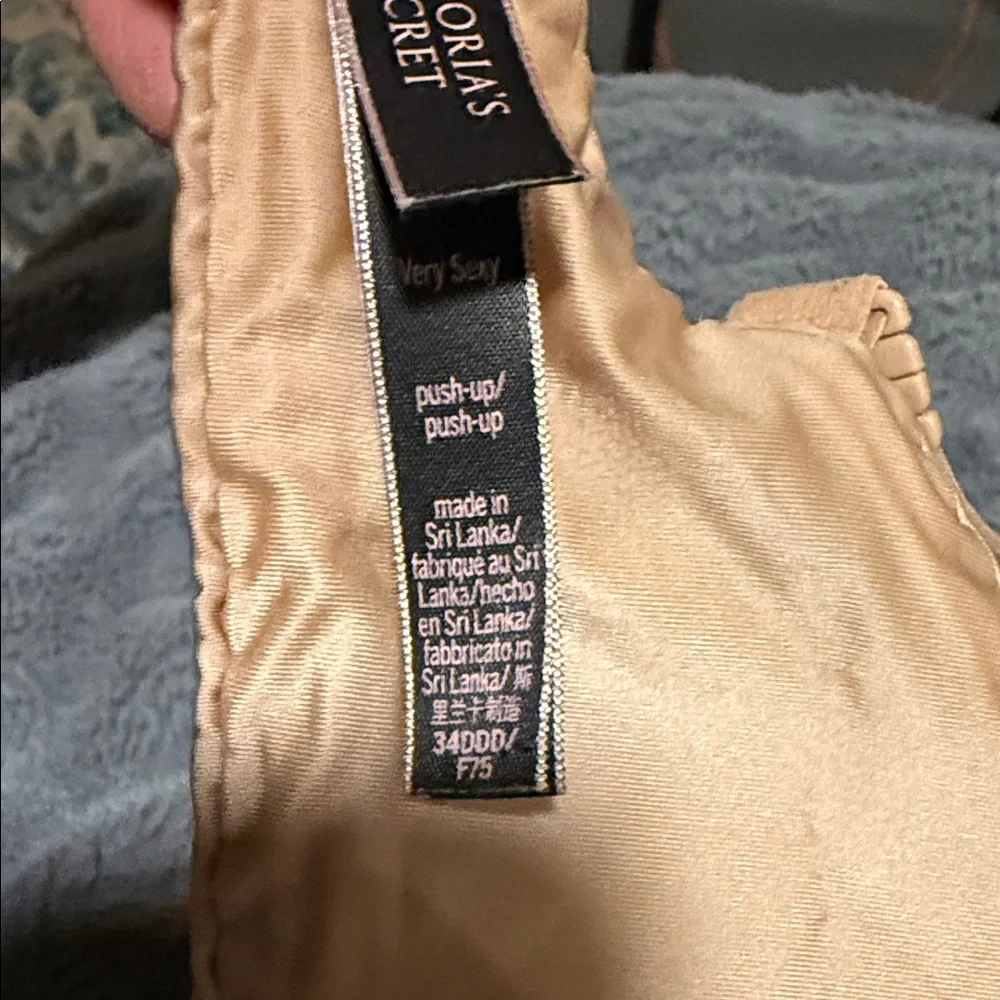 ORIA'S
CRET
Very Sexy
push-up/
push-up
made in
Sri Lanka/
fabriqué au Sri
Lanka/hecho
en Sri Lanka/
fabbricato in
Sri Lanka/ 斯
里兰卡制造
34DDD/
F75